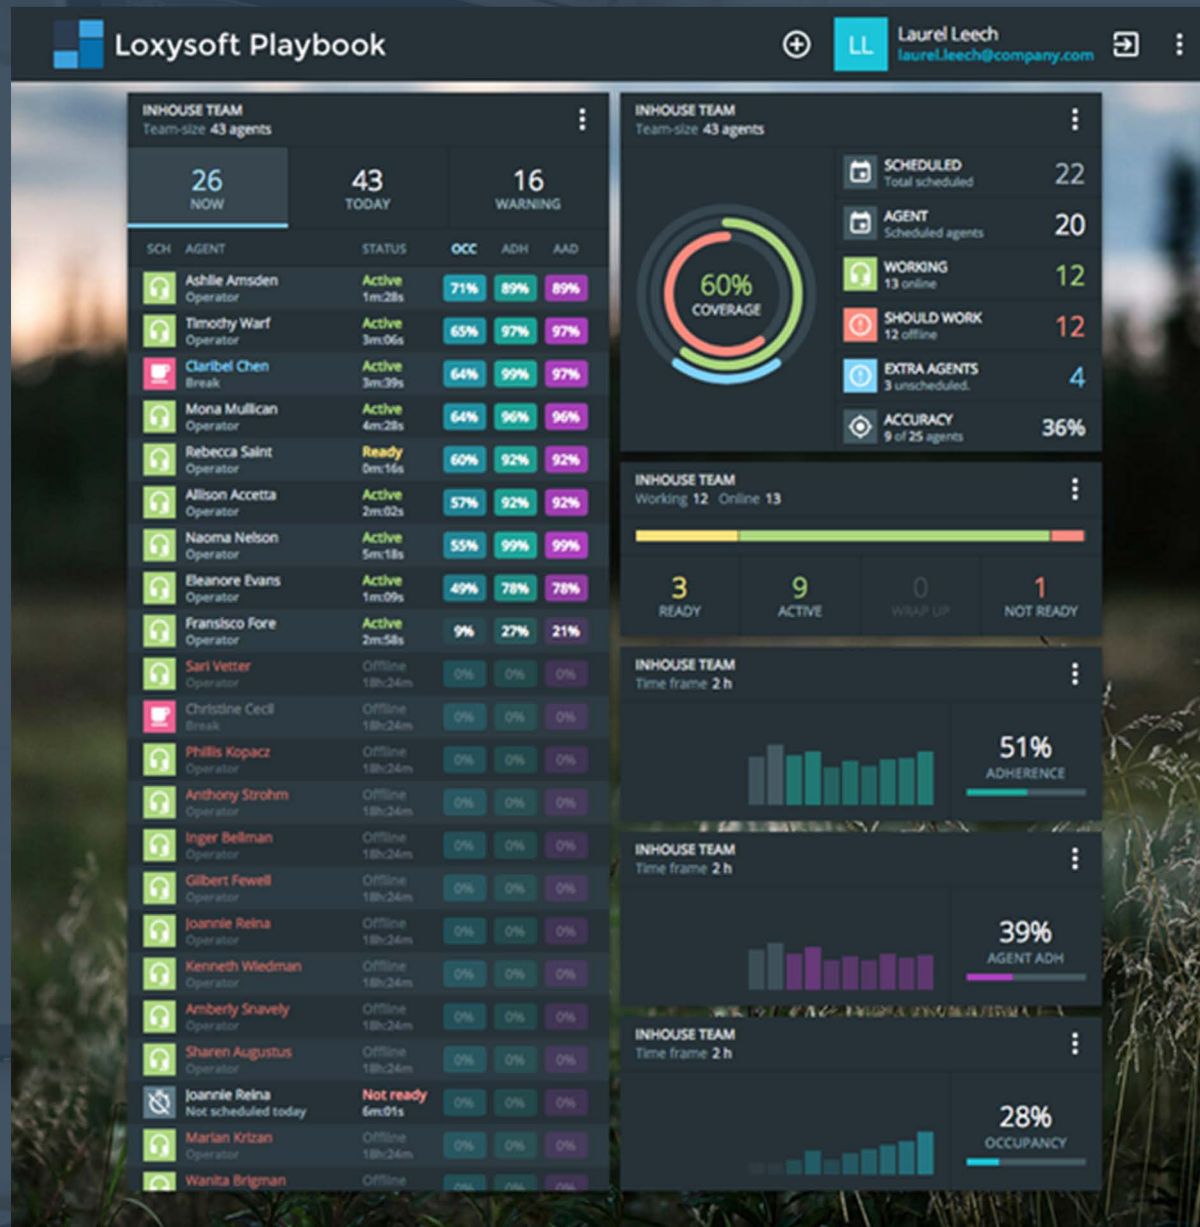 Loxysoft Playbook
LL
Laurel Leech
laurel.leech@company.com
INHOUSE TEAM
Team-size 43 agents
26
NOW
43
TODAY
16
WARNING
SCH AGENT STATUS OCC ADH AAD
Ashlie Amsden Active
Operator 1m:28s 71% 89% 89%
Timothy Warf Active
Operator 3m:06s 65% 97% 97%
Claribel Chen Active
Break 3m:39s 64% 99% 97%
Mona Mullican Active
Operator 4m:28s 64% 96% 96%
Rebecca Saint Ready
Operator 0m:16s 60% 92% 92%
Allison Accetta Active
Operator 2m:02s 57% 92% 92%
Naoma Nelson Active
Operator 5m:18s 55% 99% 99%
Eleanore Evans Active
Operator 1m:09s 49% 78% 78%
Fransisco Fore Active
Operator 2m:58s 9% 27% 21%
Sari Vetter Offline
Operator 18h:24m 0% 0% 0%
Christine Cecil Offline
Break 18h:24m 0% 0% 0%
Phillis Kopacz Offline
Operator 18h:24m 0% 0% 0%
Anthony Strohm Offline
Operator 18h:24m 0% 0% 0%
Inger Bellman Offline
Operator 18h:24m 0% 0% 0%
Gilbert Fewell Offline
Operator 18h:24m 0% 0% 0%
Joannie Reina Offline
Operator 18h:24m 0% 0% 0%
Kenneth Wiedman Offline
Operator 18h:24m 0% 0% 0%
Amberly Snavely Offline
Operator 18h:24m 0% 0% 0%
Sharen Augustus Offline
Operator 18h:24m 0% 0% 0%
Joannie Reina Not ready
Not scheduled today 6m:01s 0% 0% 0%
Marian Krizan Offline
Operator 18h:24m 0% 0% 0%
Wanita Brigman Offline
INHOUSE TEAM
Team-size 43 agents
60%
COVERAGE
SCHEDULED
Total scheduled 22
AGENT
Scheduled agents 20
WORKING
13 online 12
SHOULD WORK
12 offline 12
EXTRA AGENTS
3 unscheduled. 4
ACCURACY
9 of 25 agents 36%
INHOUSE TEAM
Working 12 Online 13
3
READY
9
ACTIVE
0
WRAP UP
1
NOT READY
INHOUSE TEAM
Time frame 2 h
51%
ADHERENCE
INHOUSE TEAM
Time frame 2 h
39%
AGENT ADH
INHOUSE TEAM
Time frame 2 h
28%
OCCUPANCY